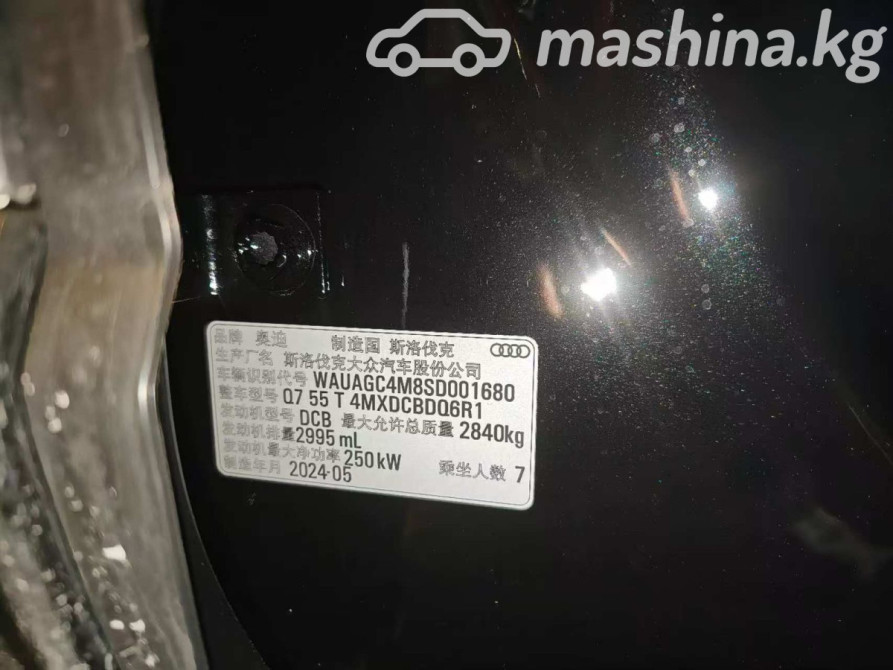 mashina.kg
品牌 奥迪 制造国 斯洛伐克
生产厂名 斯洛伐克大众汽车股份公司
车辆识别代号 WAUAGC4M8SD001680
整车型号 Q7 55 T 4MXDCBDQ6R1
发动机型号 DCB 最大允许总质量 2840kg
发动机排量 2995 mL
发动机最大净功率 250 kW 乘坐人数 7
制造年月 2024-05